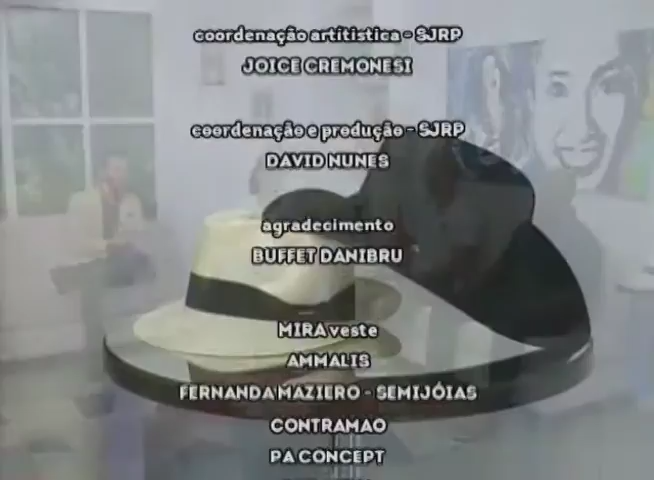 coordenação artitistica - SJRP
JOICE CREMONESI
coordenação e produção - SJRP
DAVID NUNES
agradecimento
BUFFET DANIBRU
MIRA veste
AMMALIS
FERNANDA MAZIERO - SEMIJÓIAS
CONTRAMAO
PA CONCEPT